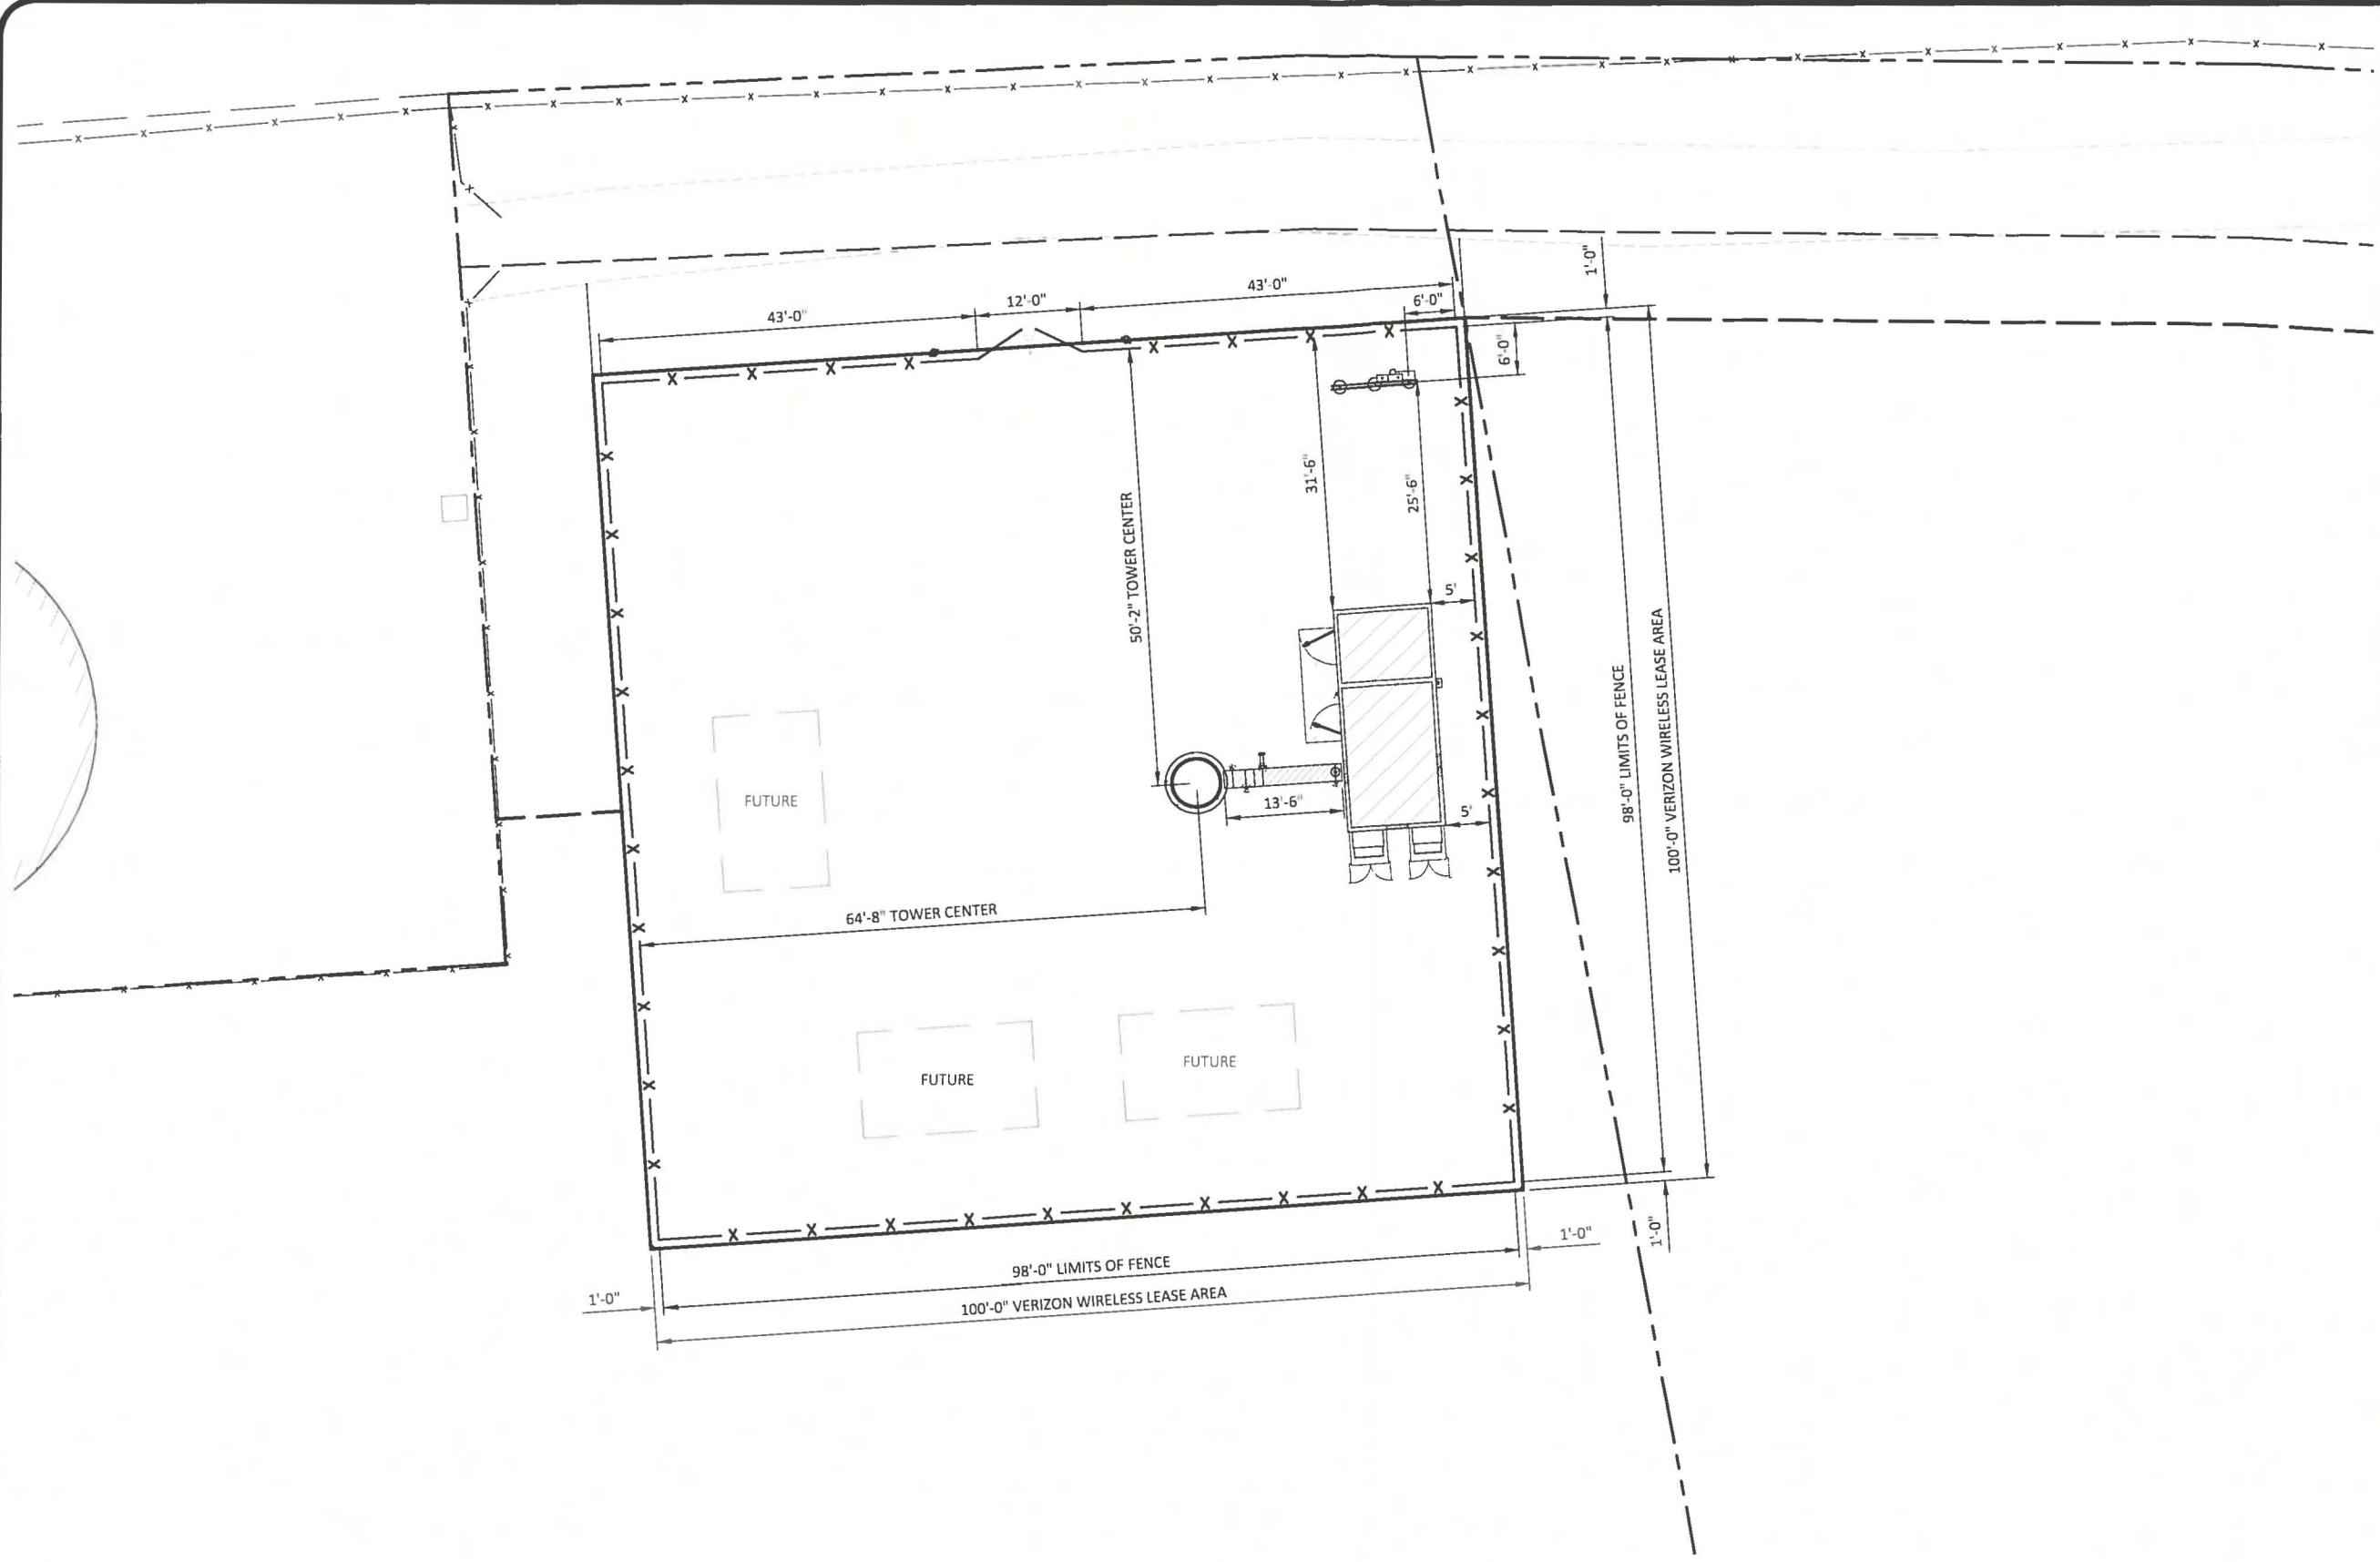 1'-0"
43'-0"
12'-0"
43'-0"
6'-0"
6'-0"
50'-2" TOWER CENTER
31'-6"
25'-6"
5'
98'-0" LIMITS OF FENCE
100'-0" VERIZON WIRELESS LEASE AREA
FUTURE
13'-6"
5'
64'-8" TOWER CENTER
FUTURE
FUTURE
1'-0"
1'-0"
98'-0" LIMITS OF FENCE
1'-0"
100'-0" VERIZON WIRELESS LEASE AREA